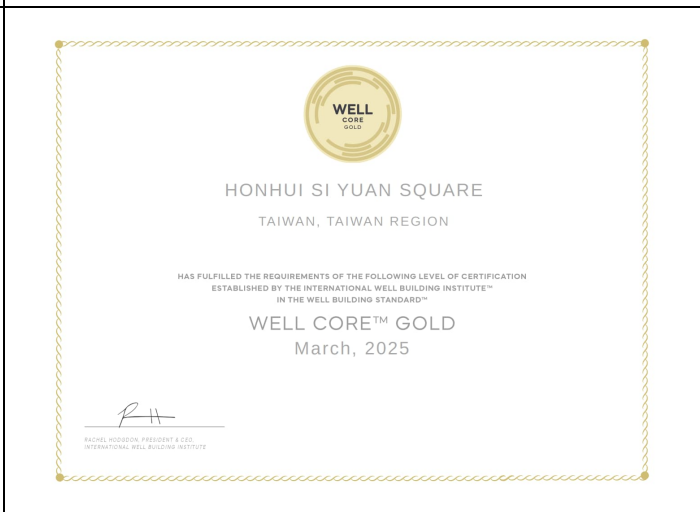 WELL
CORE
GOLD
HONHUI SI YUAN SQUARE
TAIWAN, TAIWAN REGION
HAS FULFILLED THE REQUIREMENTS OF THE FOLLOWING LEVEL OF CERTIFICATION
ESTABLISHED BY THE INTERNATIONAL WELL BUILDING INSTITUTE™
IN THE WELL BUILDING STANDARD™
WELL CORE™ GOLD
March, 2025
RACHEL HODGDON, PRESIDENT & CEO,
INTERNATIONAL WELL BUILDING INSTITUTE